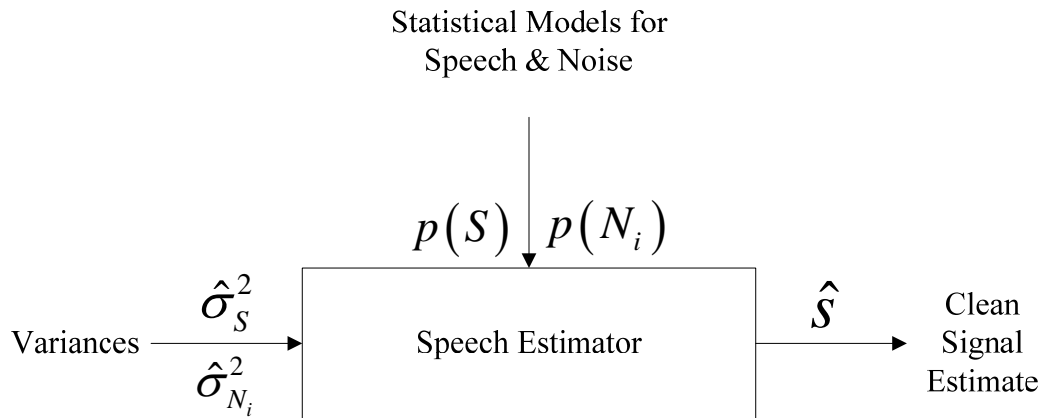 Statistical Models for
Speech & Noise
p(S) p(N_i)
Variances
σ̂_S^2
σ̂_{N_i}^2
Speech Estimator
ŝ
Clean
Signal
Estimate